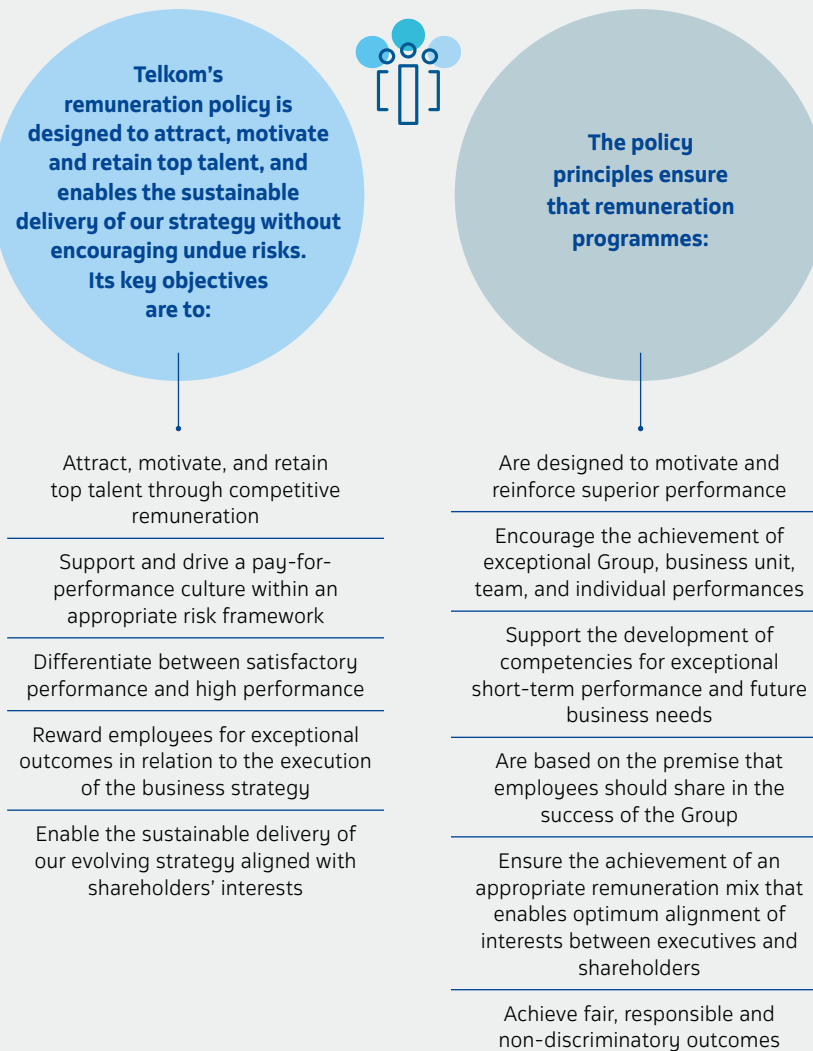 Telkom's
remuneration policy is
designed to attract, motivate
and retain top talent, and
enables the sustainable
delivery of our strategy without
encouraging undue risks.
Its key objectives
are to:
Attract, motivate, and retain
top talent through competitive
remuneration
Support and drive a pay-for-
performance culture within an
appropriate risk framework
Differentiate between satisfactory
performance and high performance
Reward employees for exceptional
outcomes in relation to the execution
of the business strategy
Enable the sustainable delivery of
our evolving strategy aligned with
shareholders' interests
The policy
principles ensure
that remuneration
programmes:
Are designed to motivate and
reinforce superior performance
Encourage the achievement of
exceptional Group, business unit,
team, and individual performances
Support the development of
competencies for exceptional
short-term performance and future
business needs
Are based on the premise that
employees should share in the
success of the Group
Ensure the achievement of an
appropriate remuneration mix that
enables optimum alignment of
interests between executives and
shareholders
Achieve fair, responsible and
non-discriminatory outcomes